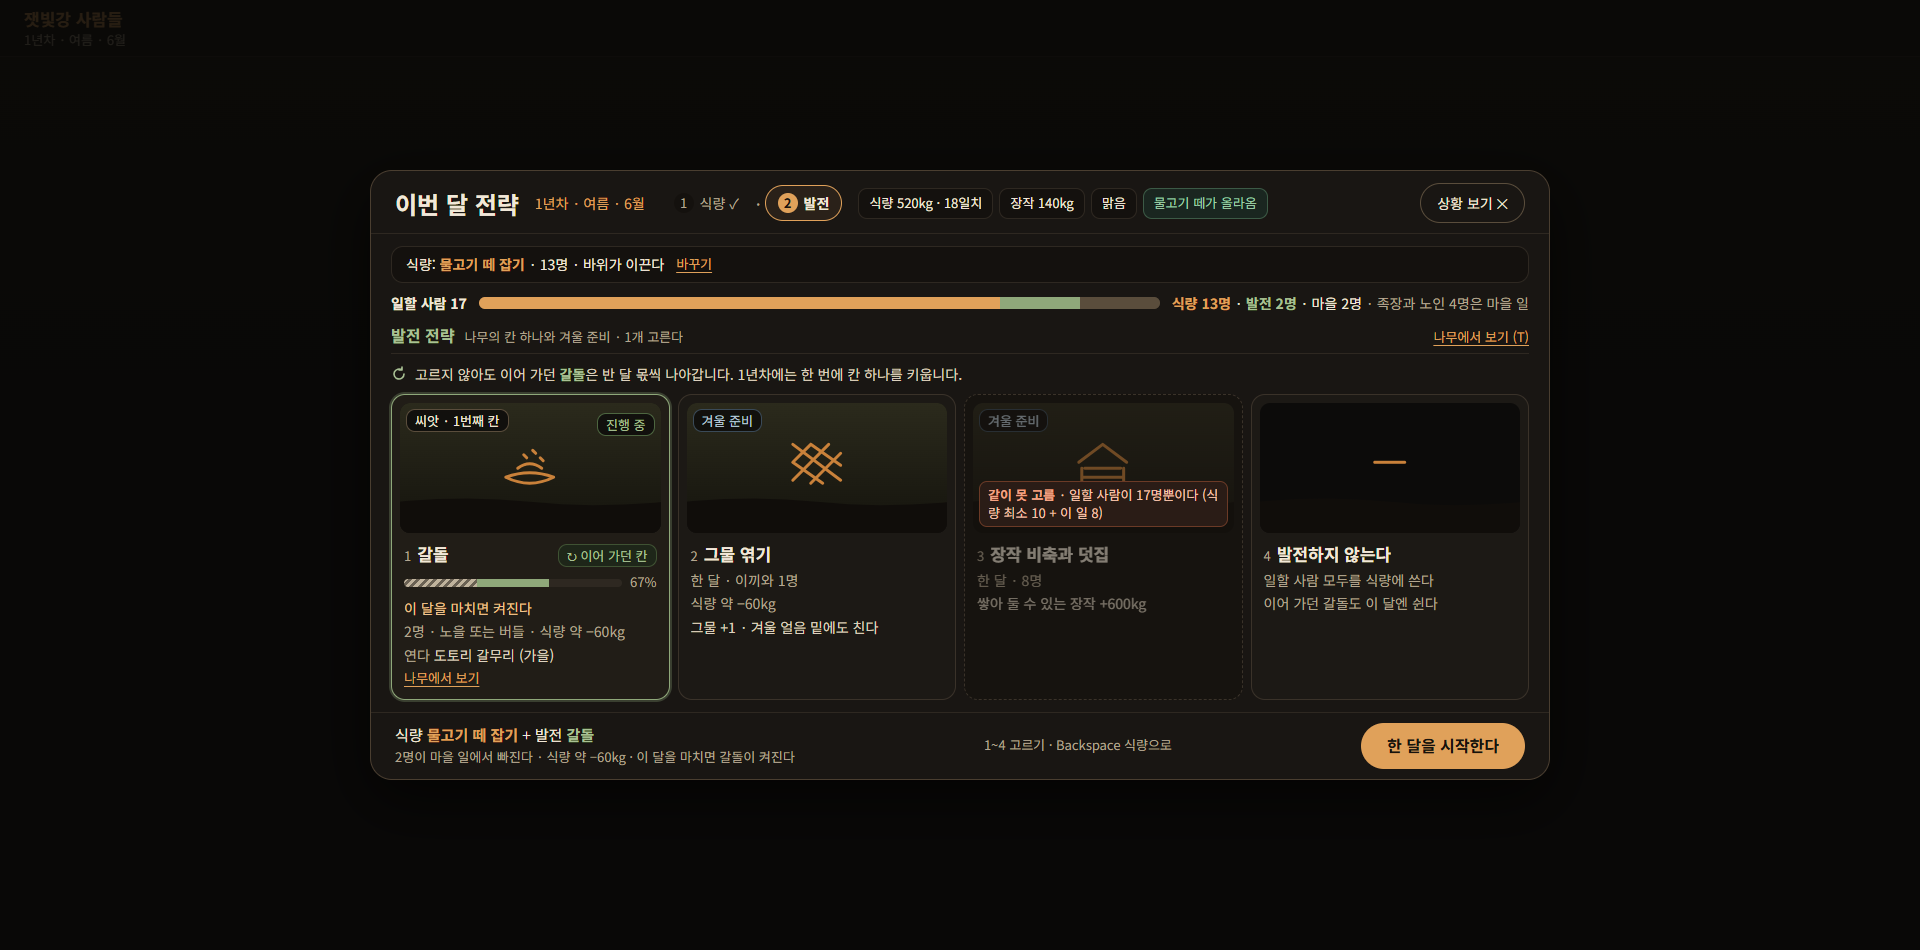 잿빛강 사람들
1년차 · 여름 · 6월
이번 달 전략 1년차 · 여름 · 6월 1 식량 ✓ · 2 발전 식량 520kg · 18일치 장작 140kg 맑음 물고기 떼가 올라옴 상황 보기 ✕
식량: 물고기 떼 잡기 · 13명 · 바위가 이끈다 바꾸기
일할 사람 17 식량 13명 · 발전 2명 · 마을 2명 · 족장과 노인 4명은 마을 일
발전 전략 나무의 칸 하나와 겨울 준비 · 1개 고른다 나무에서 보기 (T)
↻ 고르지 않아도 이어 가던 갈돌은 반 달 몫씩 나아갑니다. 1년차에는 한 번에 칸 하나를 키웁니다.
씨앗 · 1번째 칸 진행 중
1 갈돌 ↻ 이어 가던 칸
67%
이 달을 마치면 켜진다
2명 · 노을 또는 버들 · 식량 약 −60kg
연다 도토리 갈무리 (가을)
나무에서 보기
겨울 준비
2 그물 엮기
한 달 · 이끼와 1명
식량 약 −60kg
그물 +1 · 겨울 얼음 밑에도 친다
겨울 준비
같이 못 고름 · 일할 사람이 17명뿐이다 (식
량 최소 10 + 이 일 8)
3 장작 비축과 덧집
한 달 · 8명
쌓아 둘 수 있는 장작 +600kg
4 발전하지 않는다
일할 사람 모두를 식량에 쓴다
이어 가던 갈돌도 이 달엔 쉰다
식량 물고기 떼 잡기 + 발전 갈돌
2명이 마을 일에서 빠진다 · 식량 약 −60kg · 이 달을 마치면 갈돌이 켜진다
1~4 고르기 · Backspace 식량으로
한 달을 시작한다